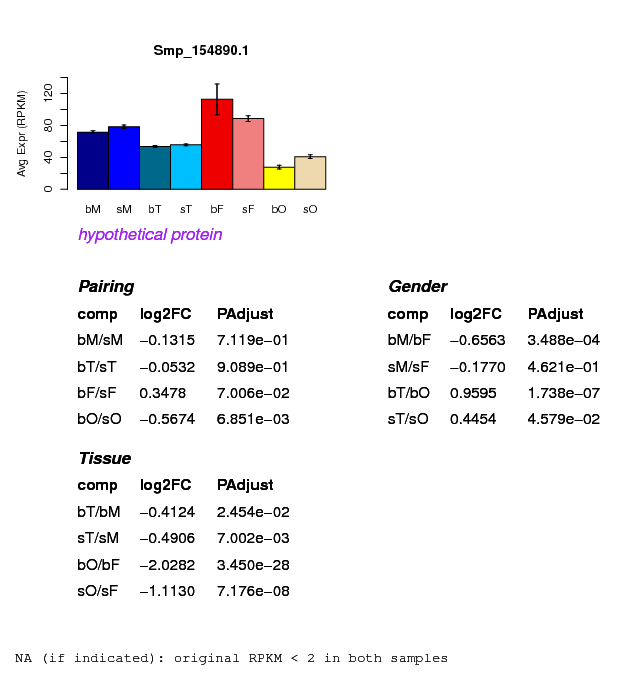 Smp_154890.1
Avg Expr (RPKM)
0 40 80 120
bM sM bT sT bF sF bO sO
hypothetical protein
Pairing
comp log2FC PAdjust
bM/sM −0.1315 7.119e−01
bT/sT −0.0532 9.089e−01
bF/sF 0.3478 7.006e−02
bO/sO −0.5674 6.851e−03
Gender
comp log2FC PAdjust
bM/bF −0.6563 3.488e−04
sM/sF −0.1770 4.621e−01
bT/bO 0.9595 1.738e−07
sT/sO 0.4454 4.579e−02
Tissue
comp log2FC PAdjust
bT/bM −0.4124 2.454e−02
sT/sM −0.4906 7.002e−03
bO/bF −2.0282 3.450e−28
sO/sF −1.1130 7.176e−08
NA (if indicated): original RPKM < 2 in both samples